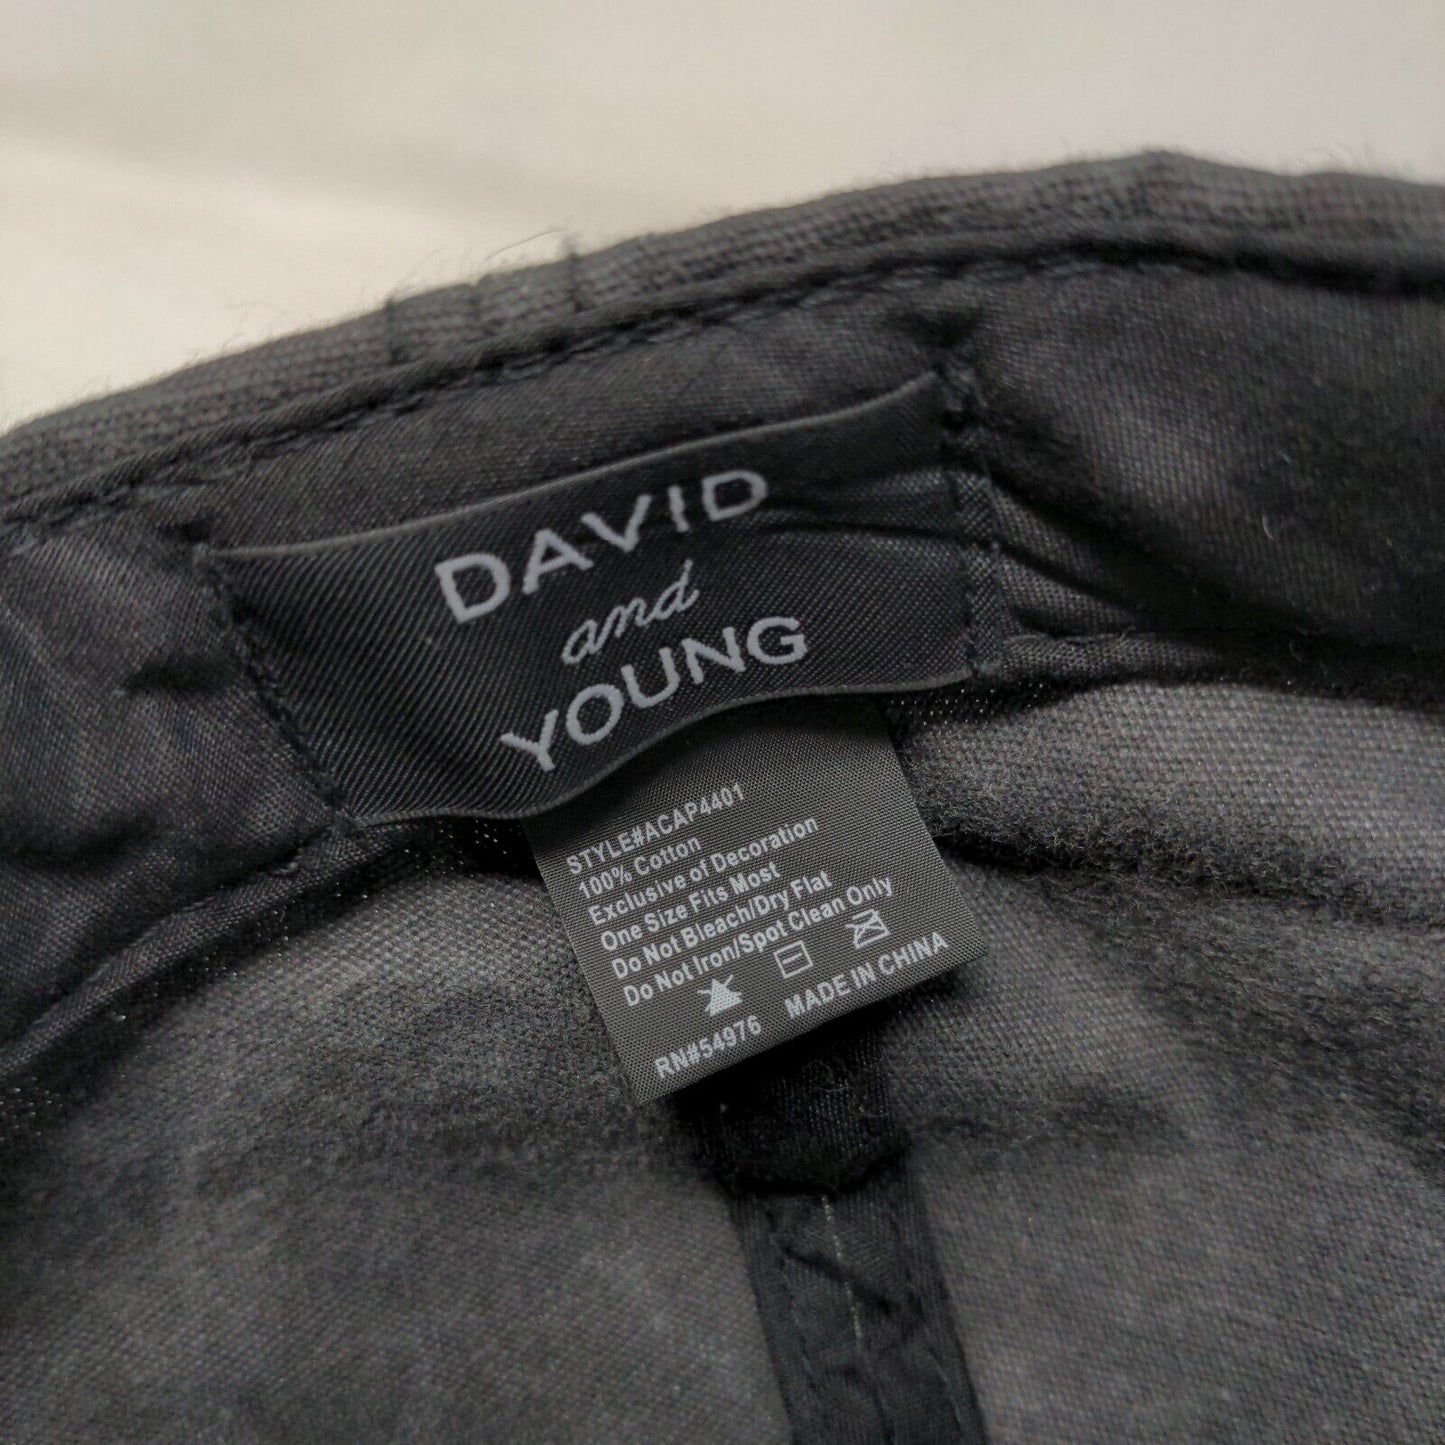 DAVID
and
YOUNG
STYLE#ACAP4401
100% Cotton
Exclusive of Decoration
One Size Fits Most
Do Not Bleach/Dry Flat
Do Not Iron/Spot Clean Only
RN#54976 MADE IN CHINA